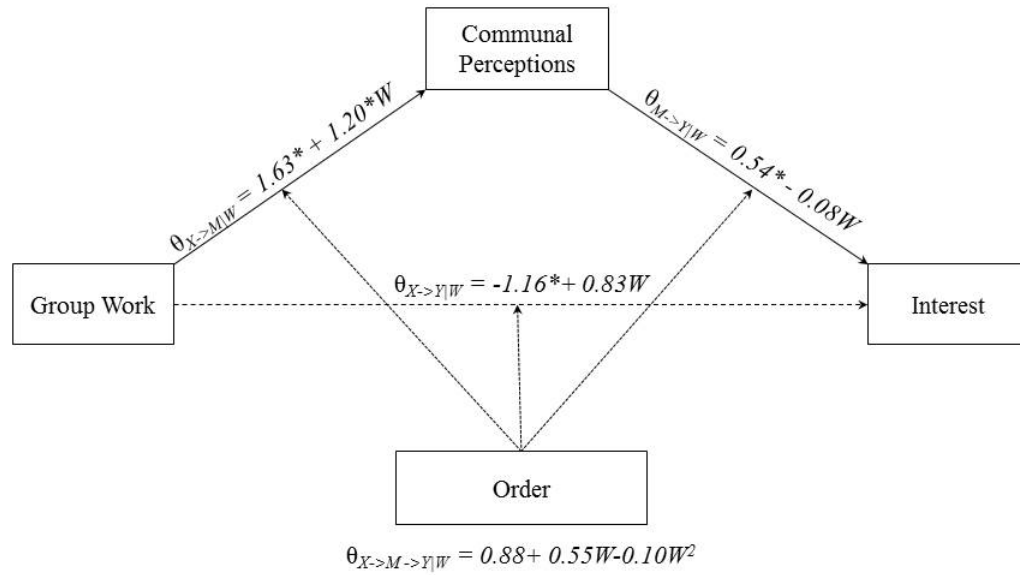 Communal
Perceptions
θX->M|W = 1.63* + 1.20*W
θM->Y|W = 0.54* - 0.08W
Group Work
θX->Y|W = -1.16*+ 0.83W
Interest
Order
θX->M->Y|W = 0.88+ 0.55W-0.10W²